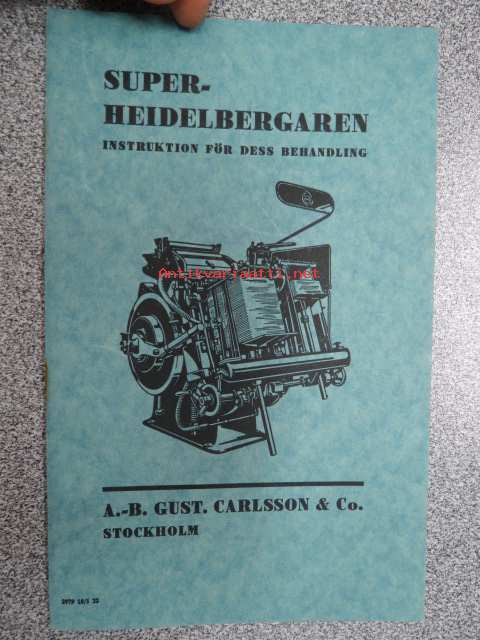 SUPER-
HEIDELBERGAREN
INSTRUKTION FÖR DESS BEHANDLING
Antikvariaatti.net
A.-B. GUST. CARLSSON & Co.
STOCKHOLM